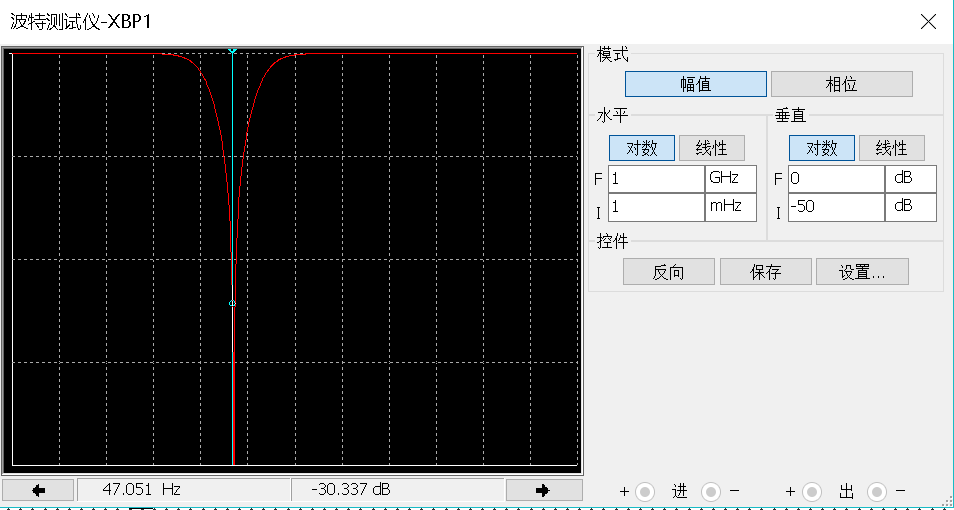 波特测试仪-XBP1
模式
幅值 相位
水平 垂直
对数 线性 对数 线性
F 1 GHz F 0 dB
I 1 mHz I -50 dB
控件
反向 保存 设置...
47.051 Hz -30.337 dB + 进 − + 出 −